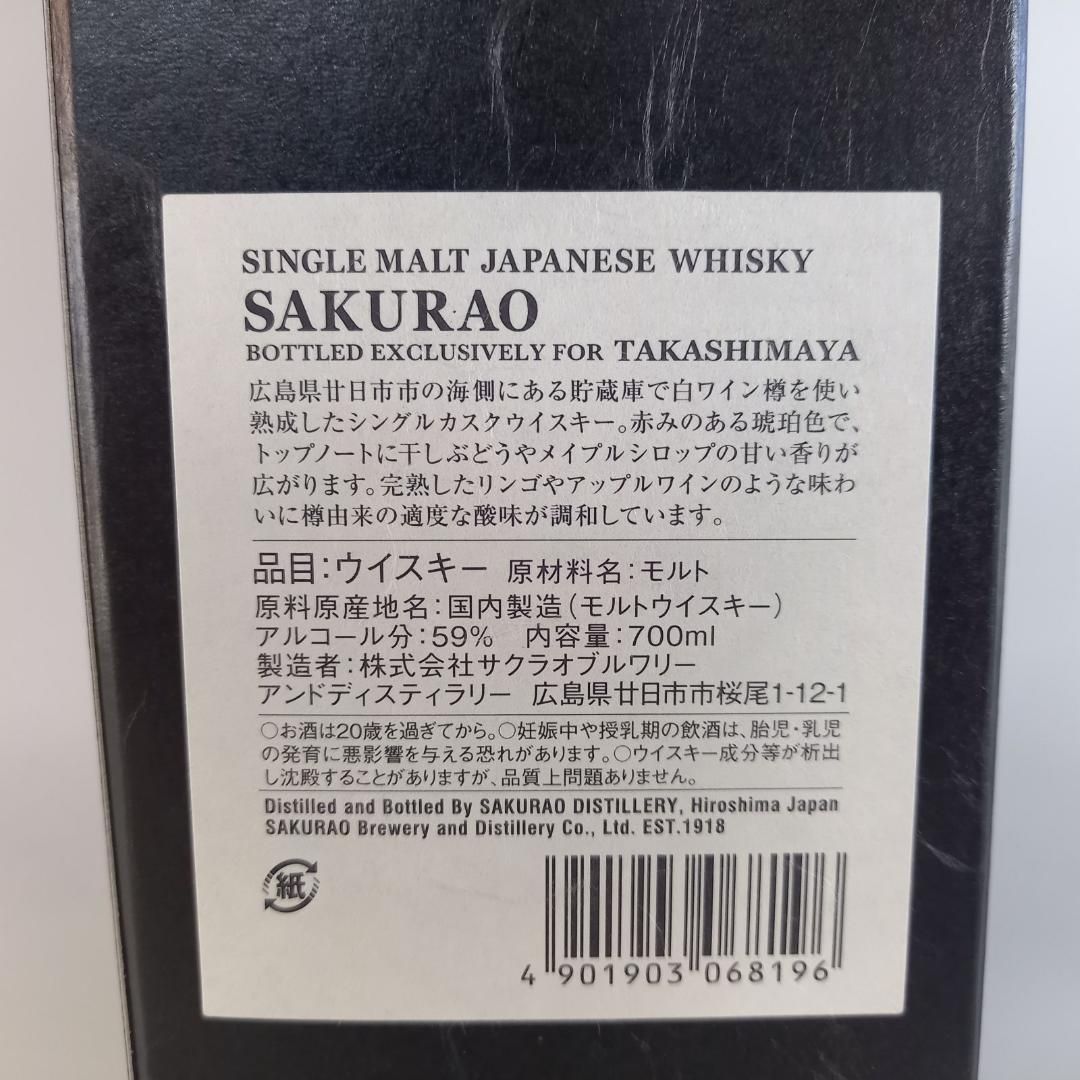 SINGLE MALT JAPANESE WHISKY
SAKURAO
BOTTLED EXCLUSIVELY FOR TAKASHIMAYA
広島県廿日市市の海側にある貯蔵庫で白ワイン樽を使い
熟成したシングルカスクウイスキー。赤みのある琥珀色で、
トップノートに干しぶどうやメイプルシロップの甘い香りが
広がります。完熟したリンゴやアップルワインのような味わ
いに樽由来の適度な酸味が調和しています。
品目:ウイスキー 原材料名:モルト
原料原産地名:国内製造(モルトウイスキー)
アルコール分:59% 内容量:700ml
製造者:株式会社サクラオブルワリー
アンドディスティラリー 広島県廿日市市桜尾1-12-1
○お酒は20歳を過ぎてから。○妊娠中や授乳期の飲酒は、胎児・乳児
の発育に悪影響を与える恐れがあります。○ウイスキー成分等が析出
し沈殿することがありますが、品質上問題ありません。
Distilled and Bottled By SAKURAO DISTILLERY, Hiroshima Japan
SAKURAO Brewery and Distillery Co., Ltd. EST.1918
紙
4 901903 068196